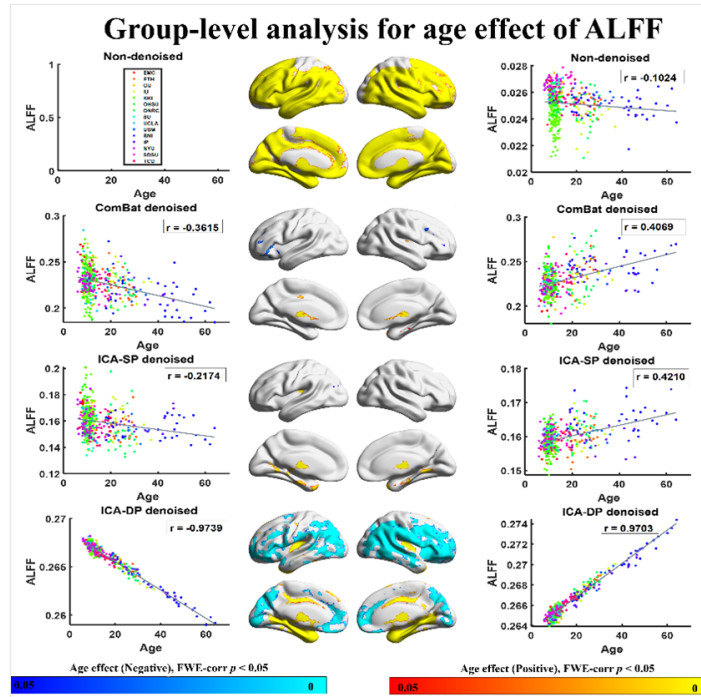 Group-level analysis for age effect of ALFF
Non-denoised
1
0.5
0
ALFF
0 20 40 60
Age
UCLA
USM
NYU
SDSU
TCD
Non-denoised
0.028
0.026
0.024
0.022
0.02
ALFF
r = -0.1024
0 20 40 60
Age
ComBat denoised
0.3
0.25
0.2
ALFF
r = -0.3615
0 20 40 60
Age
ComBat denoised
0.3
0.25
0.2
ALFF
r = 0.4069
0 20 40 60
Age
ICA-SP denoised
0.2
0.18
0.16
0.14
0.12
ALFF
r = -0.2174
0 20 40 60
Age
ICA-SP denoised
0.18
0.17
0.16
0.15
ALFF
r = 0.4210
0 20 40 60
Age
ICA-DP denoised
0.27
0.265
0.26
ALFF
r = -0.9739
0 20 40 60
Age
ICA-DP denoised
0.274
0.272
0.27
0.268
0.266
0.264
ALFF
r = 0.9703
0 20 40 60
Age
Age effect (Negative), FWE-corr p < 0.05
0.05 0
Age effect (Positive), FWE-corr p < 0.05
0.05 0